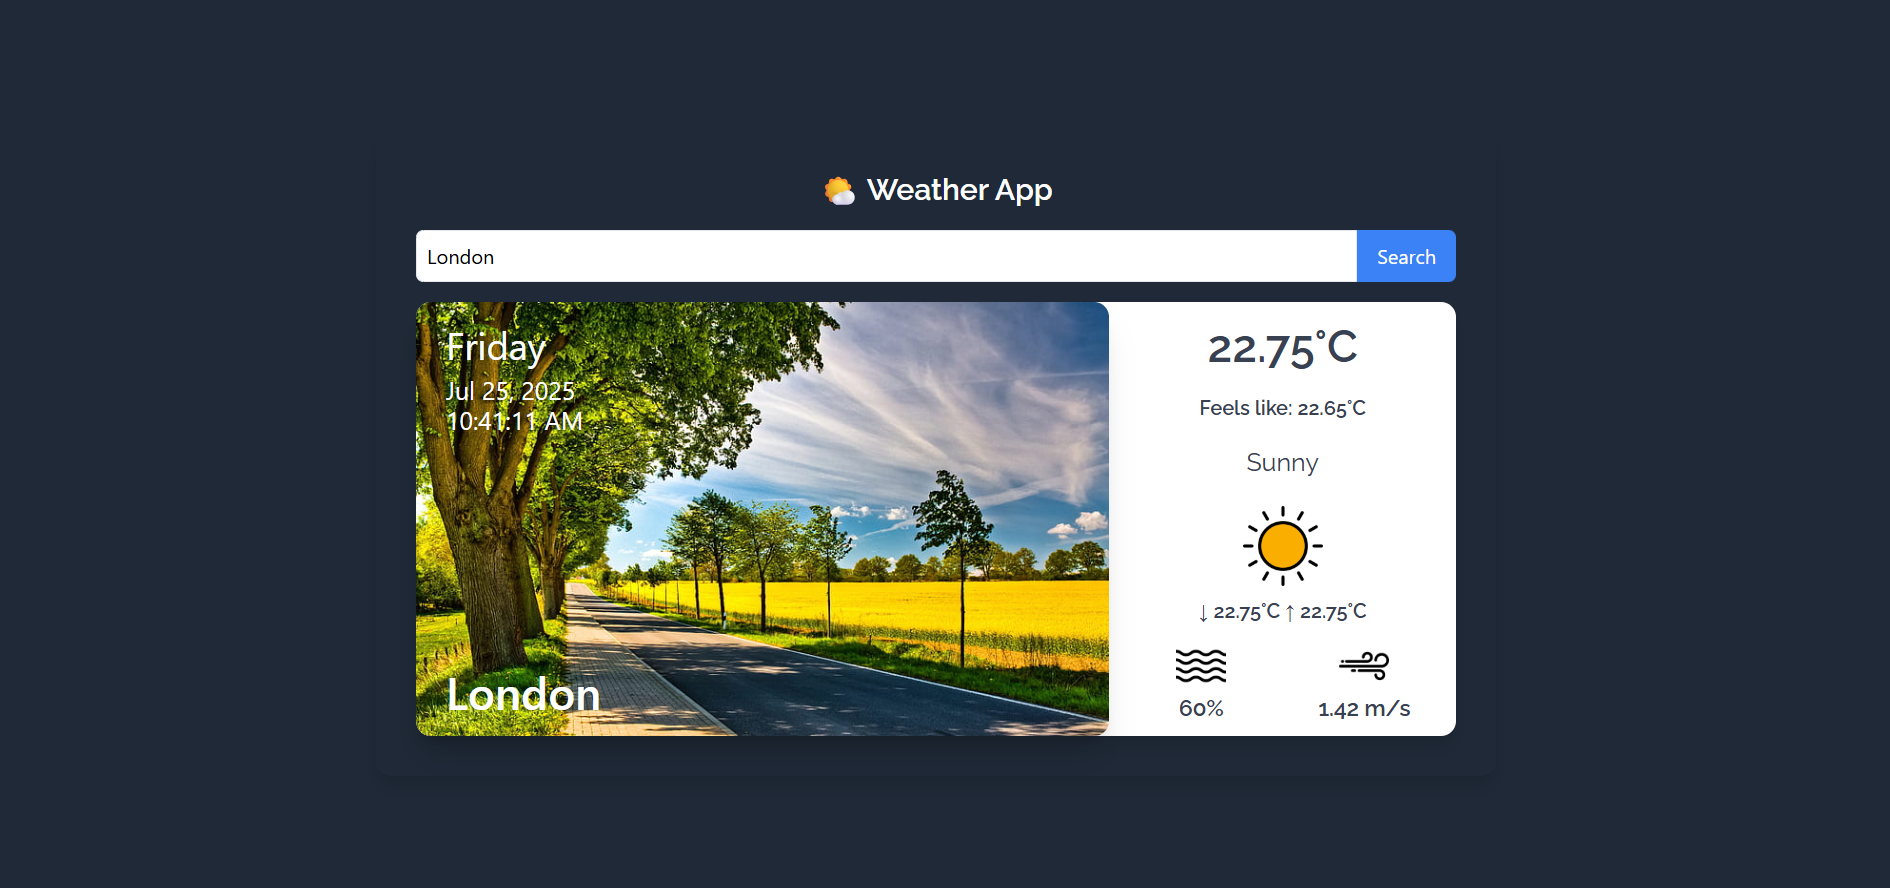 Weather App
London
Search
Friday
Jul 25, 2025
10:41:11 AM
London
22.75°C
Feels like: 22.65°C
Sunny
↓ 22.75°C ↑ 22.75°C
60%
1.42 m/s